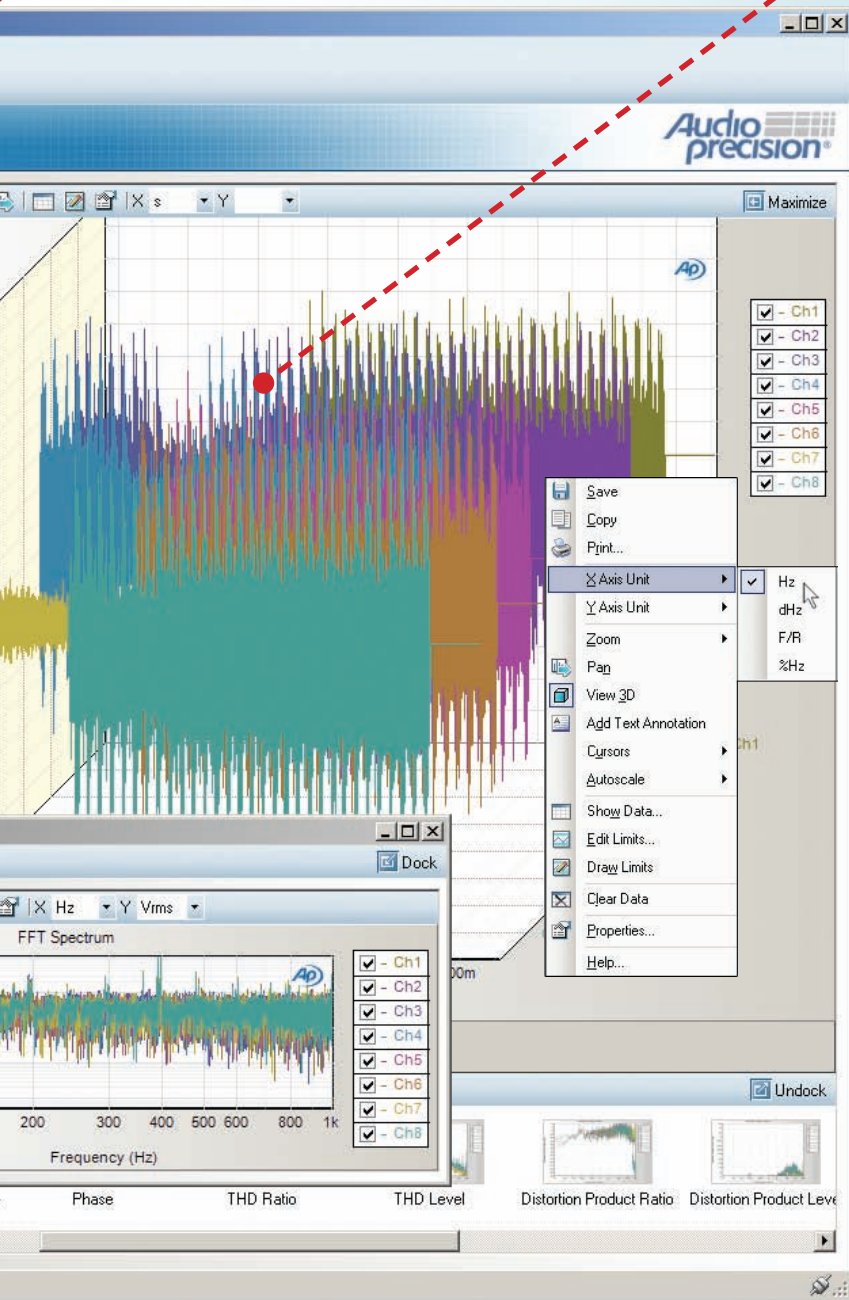 Audio
precision®
X s Y
Maximize
AP
Ch1
Ch2
Ch3
Ch4
Ch5
Ch6
Ch7
Ch8
Save
Copy
Print...
X Axis Unit
Y Axis Unit
Zoom
Pan
View 3D
Add Text Annotation
Cursors
Autoscale
Show Data...
Edit Limits...
Draw Limits
Clear Data
Properties...
Help...
Hz
dHz
F/R
%Hz
Ch1
00m
Dock
X Hz Y Vrms
FFT Spectrum
AP
Ch1
Ch2
Ch3
Ch4
Ch5
Ch6
Ch7
Ch8
200 300 400 500 600 800 1k
Frequency (Hz)
Undock
Phase THD Ratio THD Level Distortion Product Ratio Distortion Product Leve